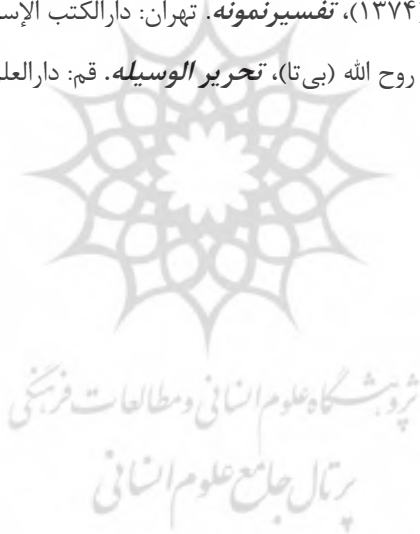 (۱۳۷۴)، تفسیرنمونه. تهران: دارالکتب الإس
روح الله (بی‌تا)، تحریر الوسیله. قم: دارالعل
پژوهشگاه علوم انسانی و مطالعات فرهنگی
پرتال جامع علوم انسانی